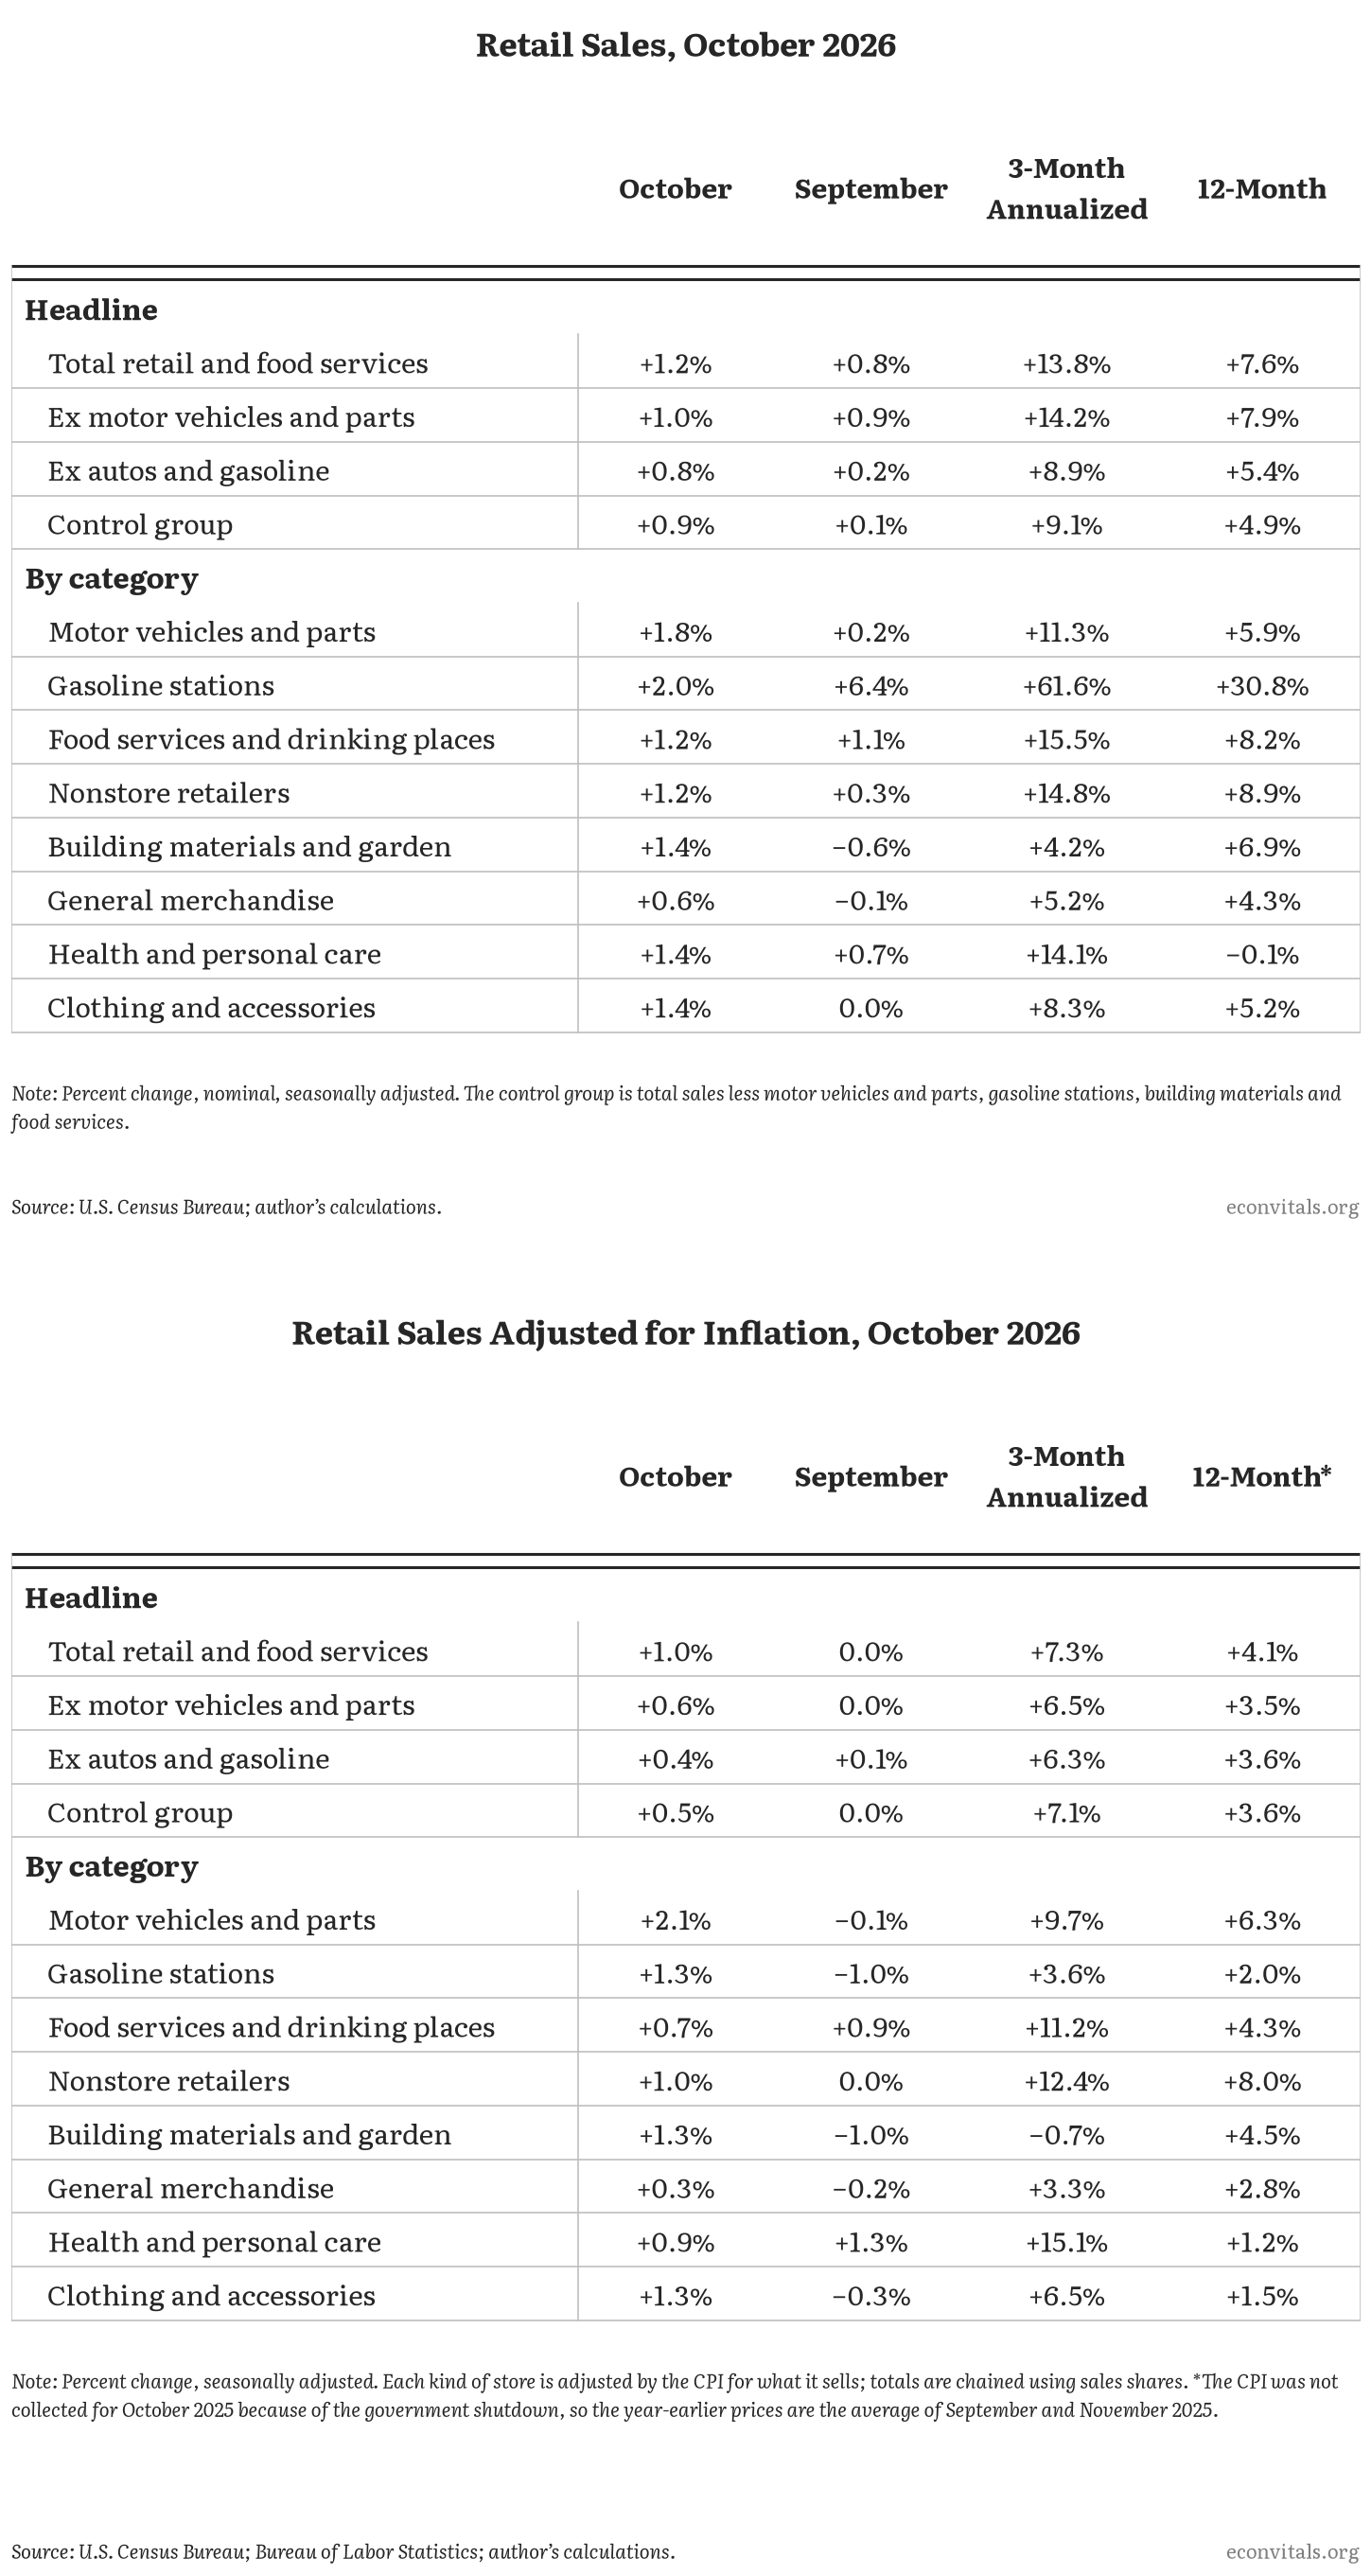 Retail Sales, October 2026
October September 3-Month Annualized 12-Month
Headline
Total retail and food services +1.2% +0.8% +13.8% +7.6%
Ex motor vehicles and parts +1.0% +0.9% +14.2% +7.9%
Ex autos and gasoline +0.8% +0.2% +8.9% +5.4%
Control group +0.9% +0.1% +9.1% +4.9%
By category
Motor vehicles and parts +1.8% +0.2% +11.3% +5.9%
Gasoline stations +2.0% +6.4% +61.6% +30.8%
Food services and drinking places +1.2% +1.1% +15.5% +8.2%
Nonstore retailers +1.2% +0.3% +14.8% +8.9%
Building materials and garden +1.4% −0.6% +4.2% +6.9%
General merchandise +0.6% −0.1% +5.2% +4.3%
Health and personal care +1.4% +0.7% +14.1% −0.1%
Clothing and accessories +1.4% 0.0% +8.3% +5.2%
Note: Percent change, nominal, seasonally adjusted. The control group is total sales less motor vehicles and parts, gasoline stations, building materials and
food services.
Source: U.S. Census Bureau; author’s calculations. econvitals.org
Retail Sales Adjusted for Inflation, October 2026
October September 3-Month Annualized 12-Month*
Headline
Total retail and food services +1.0% 0.0% +7.3% +4.1%
Ex motor vehicles and parts +0.6% 0.0% +6.5% +3.5%
Ex autos and gasoline +0.4% +0.1% +6.3% +3.6%
Control group +0.5% 0.0% +7.1% +3.6%
By category
Motor vehicles and parts +2.1% −0.1% +9.7% +6.3%
Gasoline stations +1.3% −1.0% +3.6% +2.0%
Food services and drinking places +0.7% +0.9% +11.2% +4.3%
Nonstore retailers +1.0% 0.0% +12.4% +8.0%
Building materials and garden +1.3% −1.0% −0.7% +4.5%
General merchandise +0.3% −0.2% +3.3% +2.8%
Health and personal care +0.9% +1.3% +15.1% +1.2%
Clothing and accessories +1.3% −0.3% +6.5% +1.5%
Note: Percent change, seasonally adjusted. Each kind of store is adjusted by the CPI for what it sells; totals are chained using sales shares. *The CPI was not
collected for October 2025 because of the government shutdown, so the year-earlier prices are the average of September and November 2025.
Source: U.S. Census Bureau; Bureau of Labor Statistics; author’s calculations. econvitals.org